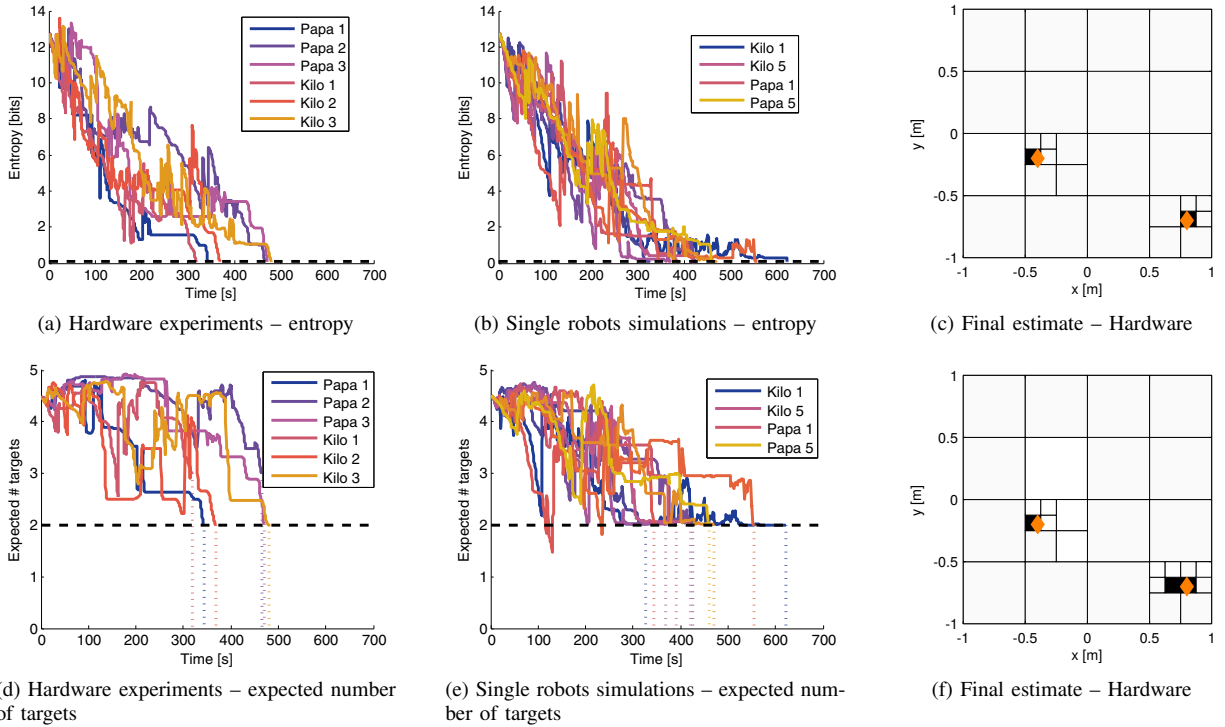 14
12
10
8
6
4
2
0
Entropy [bits]
0 100 200 300 400 500 600 700
Time [s]
Papa 1
Papa 2
Papa 3
Kilo 1
Kilo 2
Kilo 3
(a) Hardware experiments – entropy
14
12
10
8
6
4
2
0
Entropy [bits]
0 100 200 300 400 500 600 700
Time [s]
Kilo 1
Kilo 5
Papa 1
Papa 5
(b) Single robots simulations – entropy
1
0.5
0
-0.5
-1
y [m]
-1 -0.5 0 0.5 1
x [m]
(c) Final estimate – Hardware
5
4
3
2
1
0
Expected # targets
0 100 200 300 400 500 600 700
Time [s]
Papa 1
Papa 2
Papa 3
Kilo 1
Kilo 2
Kilo 3
(d) Hardware experiments – expected number
of targets
5
4
3
2
1
0
Expected # targets
0 100 200 300 400 500 600 700
Time [s]
Kilo 1
Kilo 5
Papa 1
Papa 5
(e) Single robots simulations – expected num-
ber of targets
1
0.5
0
-0.5
-1
y [m]
-1 -0.5 0 0.5 1
x [m]
(f) Final estimate – Hardware